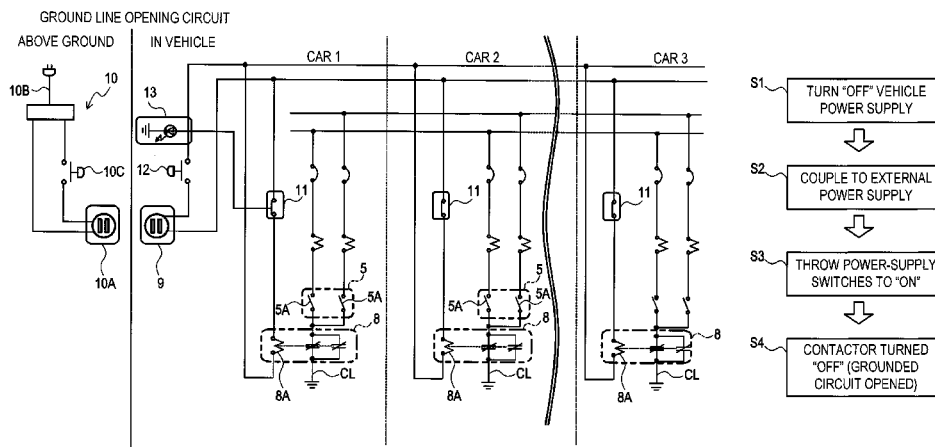 GROUND LINE OPENING CIRCUIT
ABOVE GROUND
IN VEHICLE
CAR 1
CAR 2
CAR 3
10
10B
13
10C
12
11
11
11
10A
9
5
5A
5A
8
8A
CL
5
5A
5A
8
8A
CL
8
8A
CL
S1
TURN "OFF" VEHICLE
POWER SUPPLY
S2
COUPLE TO EXTERNAL
POWER SUPPLY
S3
THROW POWER-SUPPLY
SWITCHES TO "ON"
S4
CONTACTOR TURNED
"OFF" (GROUNDED
CIRCUIT OPENED)